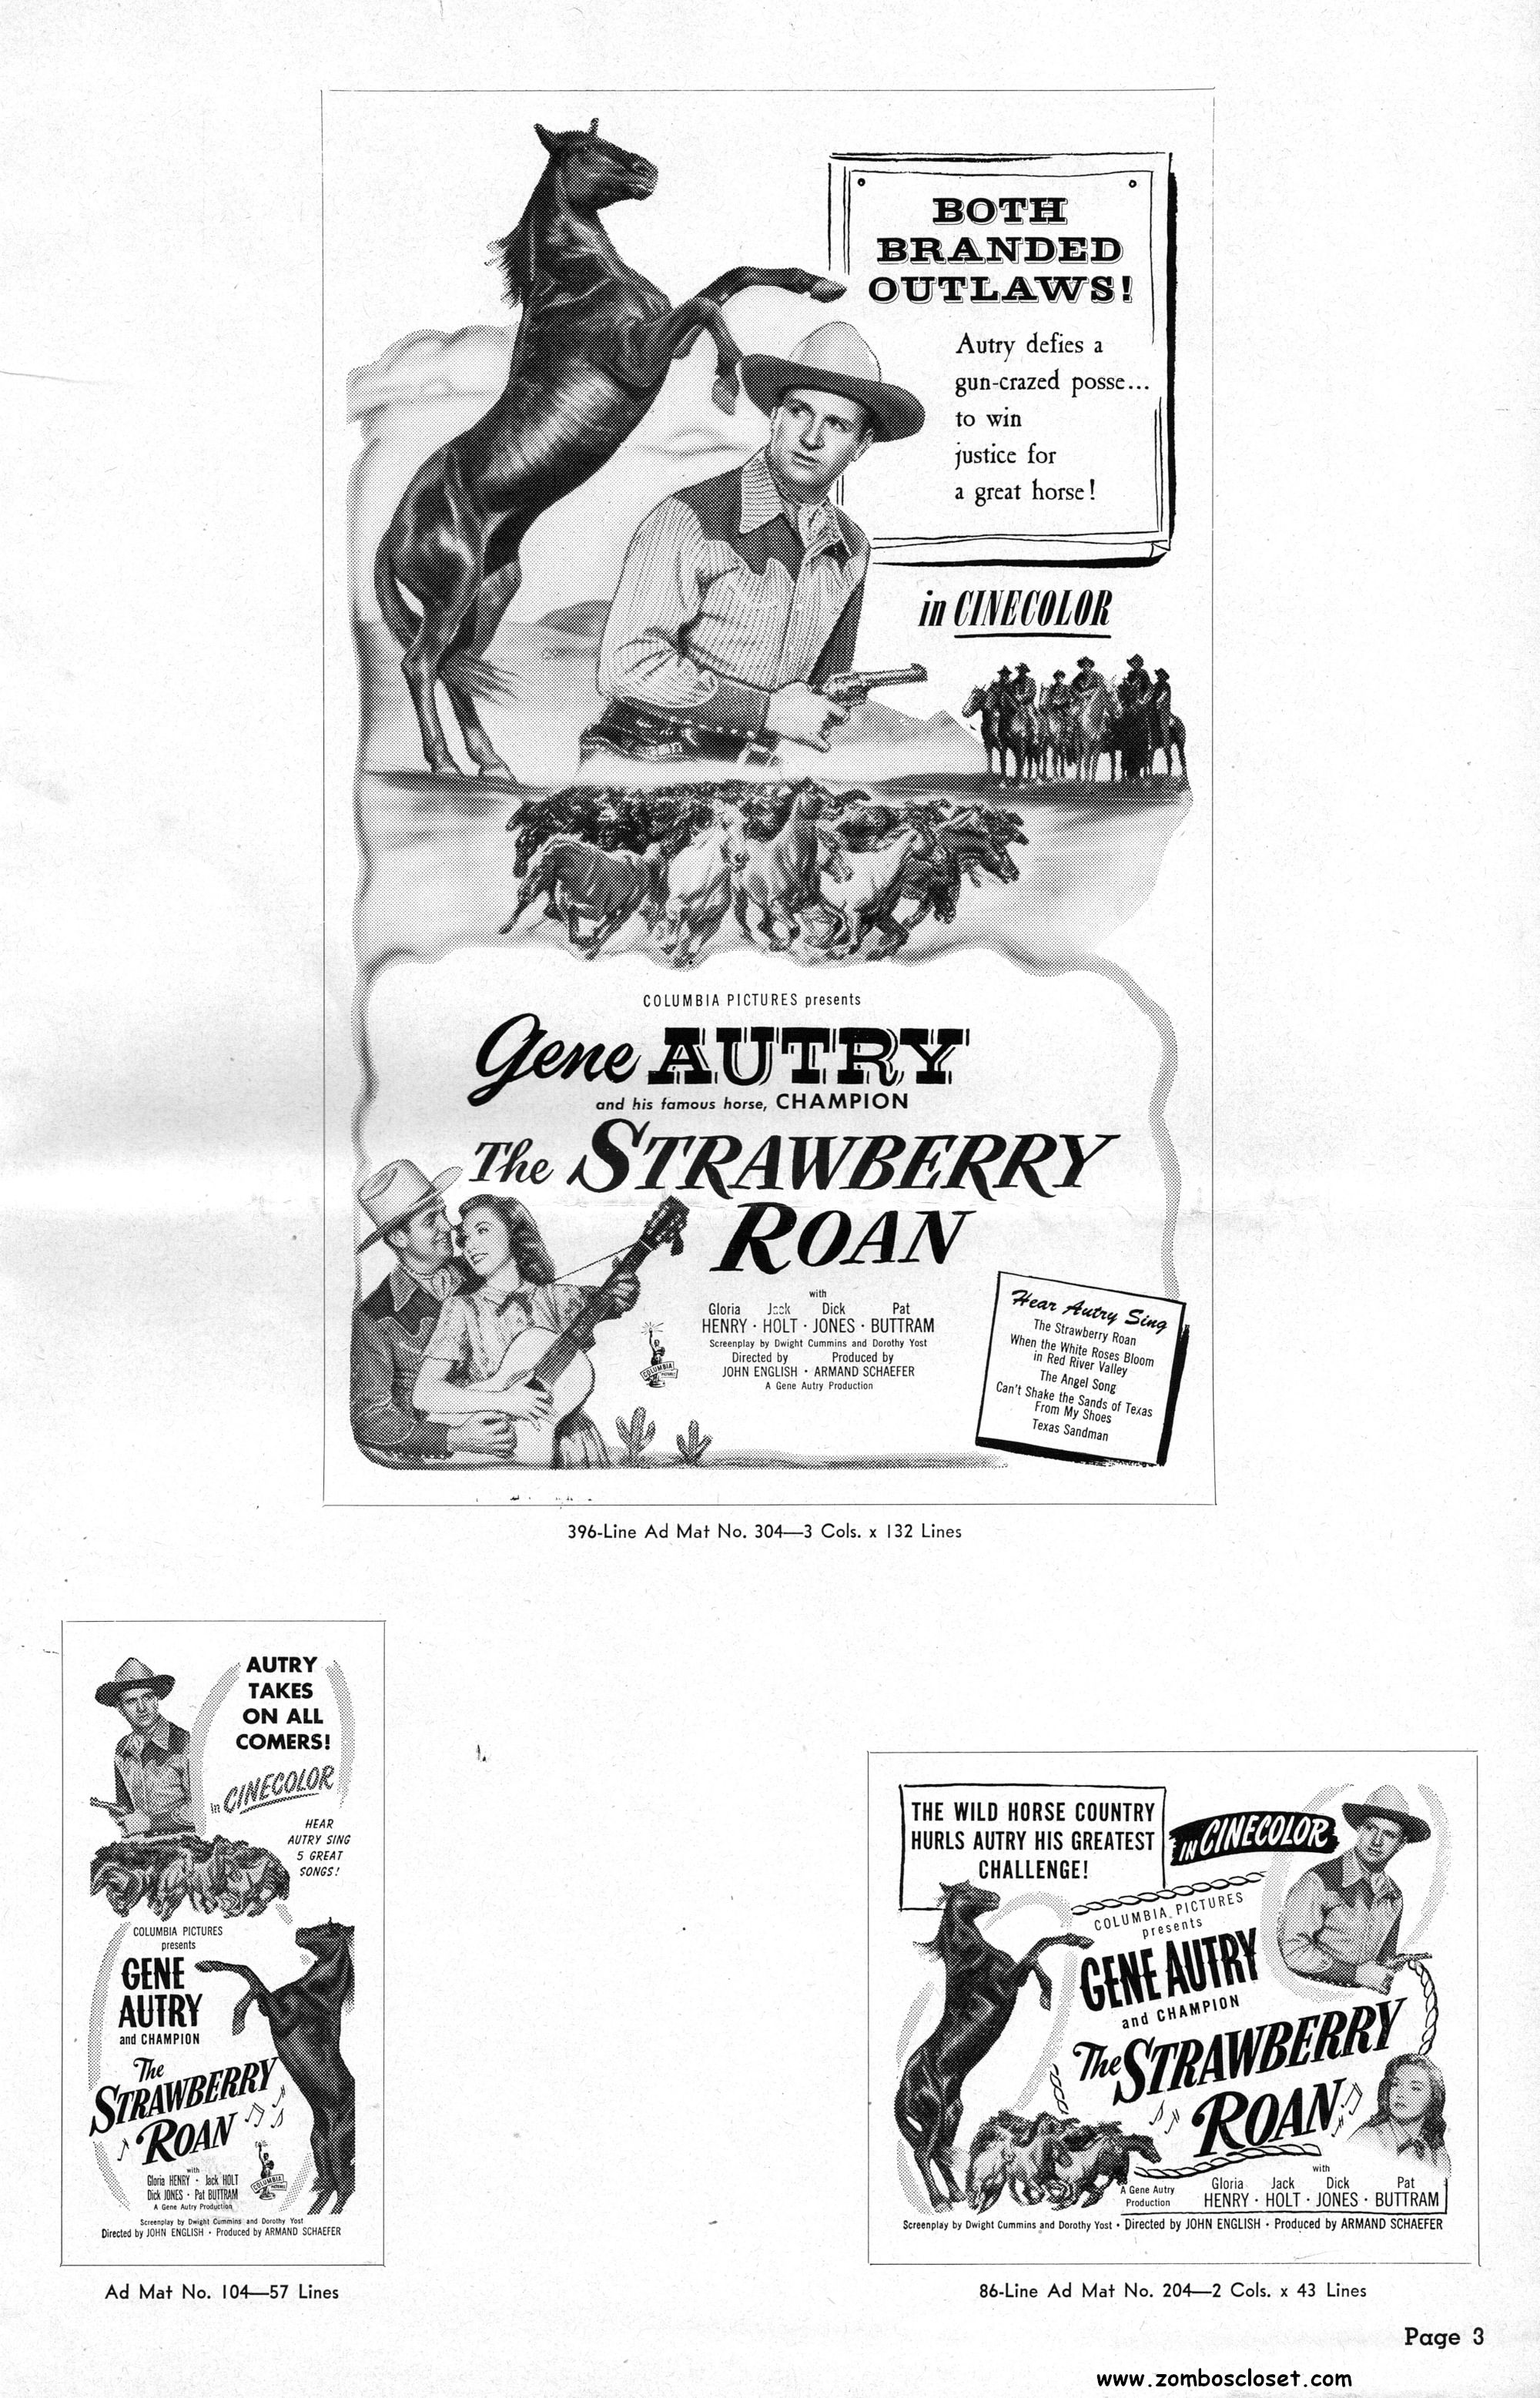 BOTH
BRANDED
OUTLAWS!
Autry defies a
gun-crazed posse...
to win
justice for
a great horse!
in CINECOLOR
COLUMBIA PICTURES presents
Gene AUTRY
and his famous horse, CHAMPION
The STRAWBERRY
ROAN
with
Gloria Jack Dick Pat
HENRY · HOLT · JONES · BUTTRAM
Screenplay by Dwight Cummins and Dorothy Yost
Directed by Produced by
JOHN ENGLISH · ARMAND SCHAEFER
A Gene Autry Production
COLUMBIA
Hear Autry Sing
The Strawberry Roan
When the White Roses Bloom
in Red River Valley
The Angel Song
Can't Shake the Sands of Texas
From My Shoes
Texas Sandman
396-Line Ad Mat No. 304—3 Cols. x 132 Lines
AUTRY
TAKES
ON ALL
COMERS!
in CINECOLOR
HEAR
AUTRY SING
5 GREAT
SONGS!
COLUMBIA PICTURES
presents
GENE
AUTRY
and CHAMPION
The
STRAWBERRY
ROAN
with
Gloria HENRY · Jack HOLT
Dick JONES · Pat BUTTRAM
A Gene Autry Production
COLUMBIA
Screenplay by Dwight Cummins and Dorothy Yost
Directed by JOHN ENGLISH · Produced by ARMAND SCHAEFER
Ad Mat No. 104—57 Lines
THE WILD HORSE COUNTRY
HURLS AUTRY HIS GREATEST
CHALLENGE!
IN CINECOLOR
COLUMBIA PICTURES
presents
GENE AUTRY
and CHAMPION
The STRAWBERRY
ROAN
with
A Gene Autry
Production
Gloria Jack Dick Pat
HENRY · HOLT · JONES · BUTTRAM
Screenplay by Dwight Cummins and Dorothy Yost · Directed by JOHN ENGLISH · Produced by ARMAND SCHAEFER
86-Line Ad Mat No. 204—2 Cols. x 43 Lines
Page 3
www.zomboscloset.com